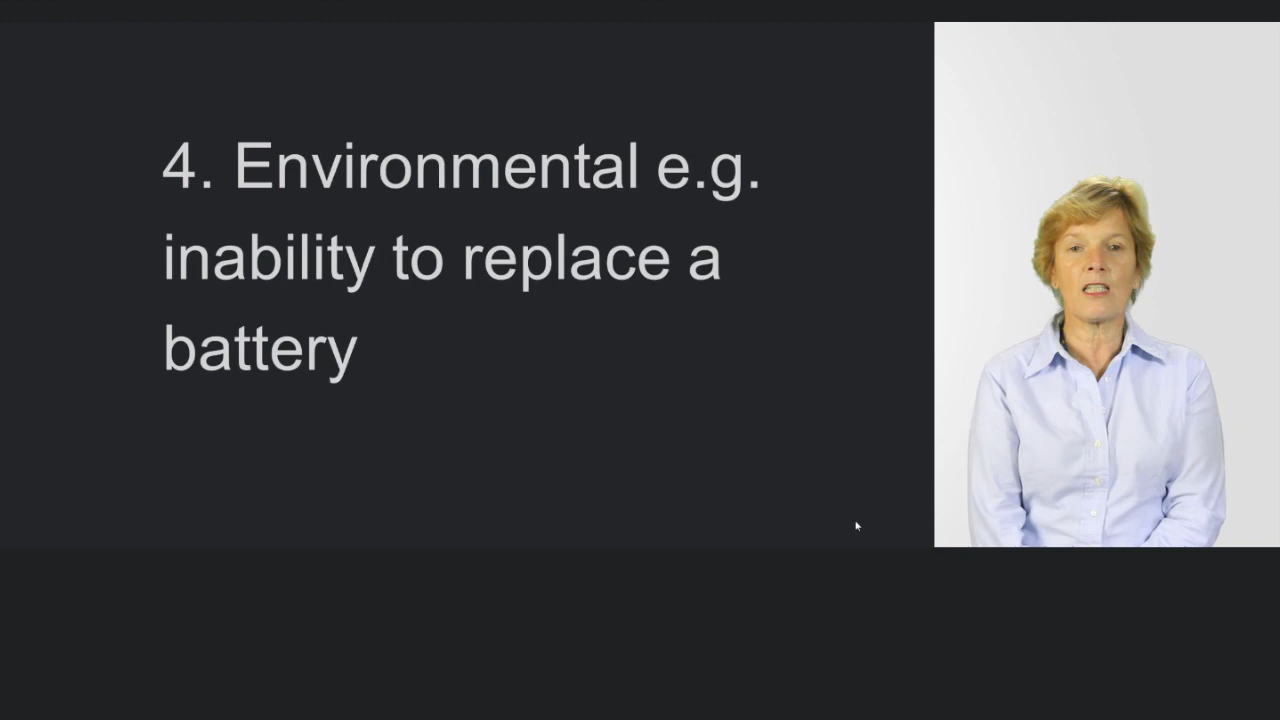 4. Environmental e.g.
inability to replace a
battery